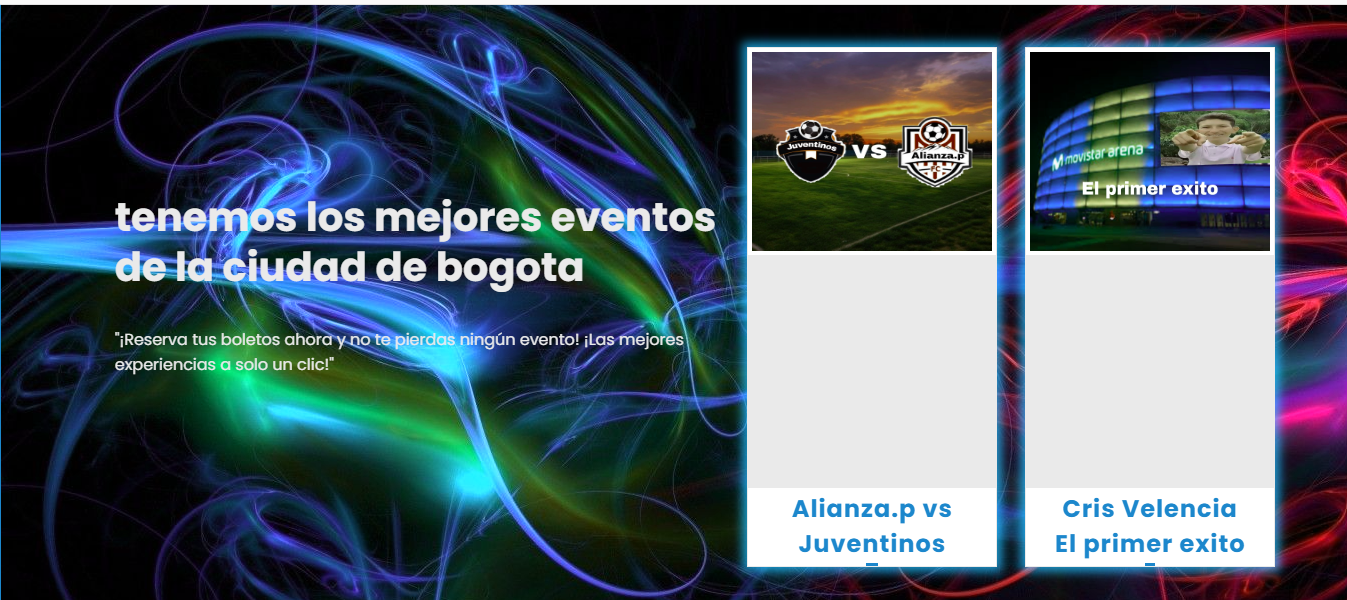 tenemos los mejores eventos
de la ciudad de bogota
"¡Reserva tus boletos ahora y no te pierdas ningún evento! ¡Las mejores
experiencias a solo un clic!"
Juventinos
VS
Alianza.p
movistar arena
El primer exito
Alianza.p vs
Juventinos
Cris Velencia
El primer exito